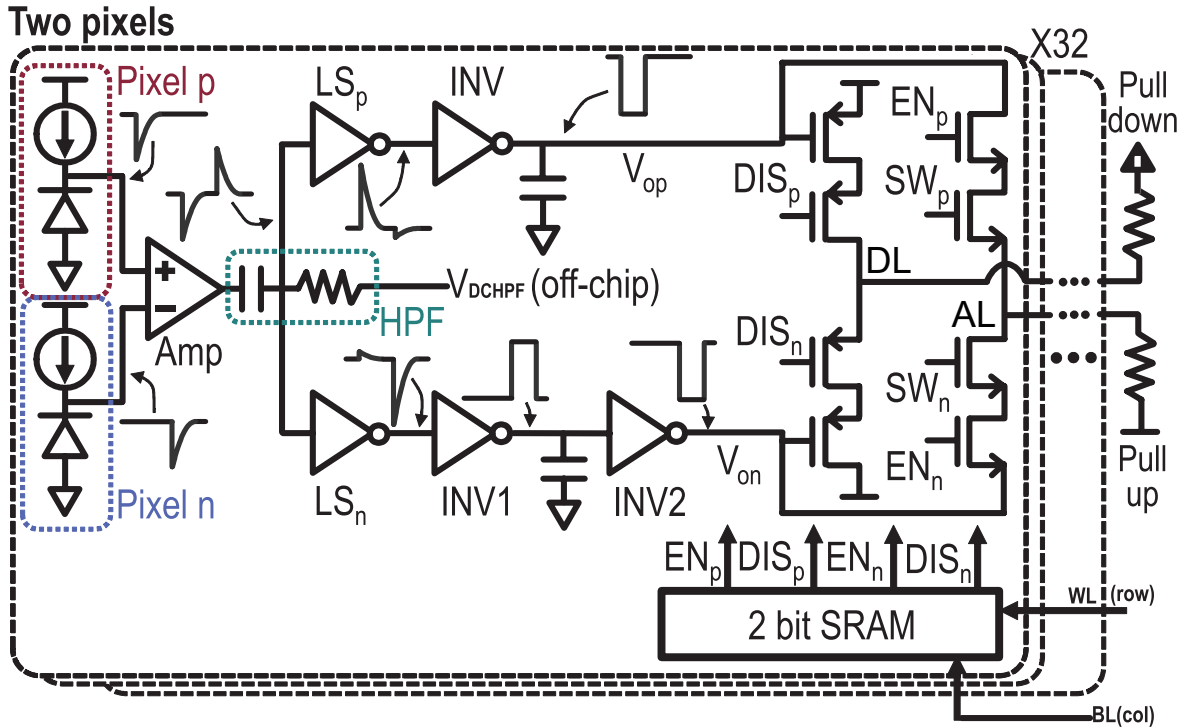 Two pixels
X32
Pixel p
LSp
INV
ENp
Pull
down
DISp
SWp
Vop
DL
VDCHPF (off-chip)
HPF
Amp
AL
DISn
SWn
Pixel n
LSn
INV1
INV2
Von
ENn
Pull
up
ENp DISp ENn DISn
2 bit SRAM
WL (row)
BL(col)